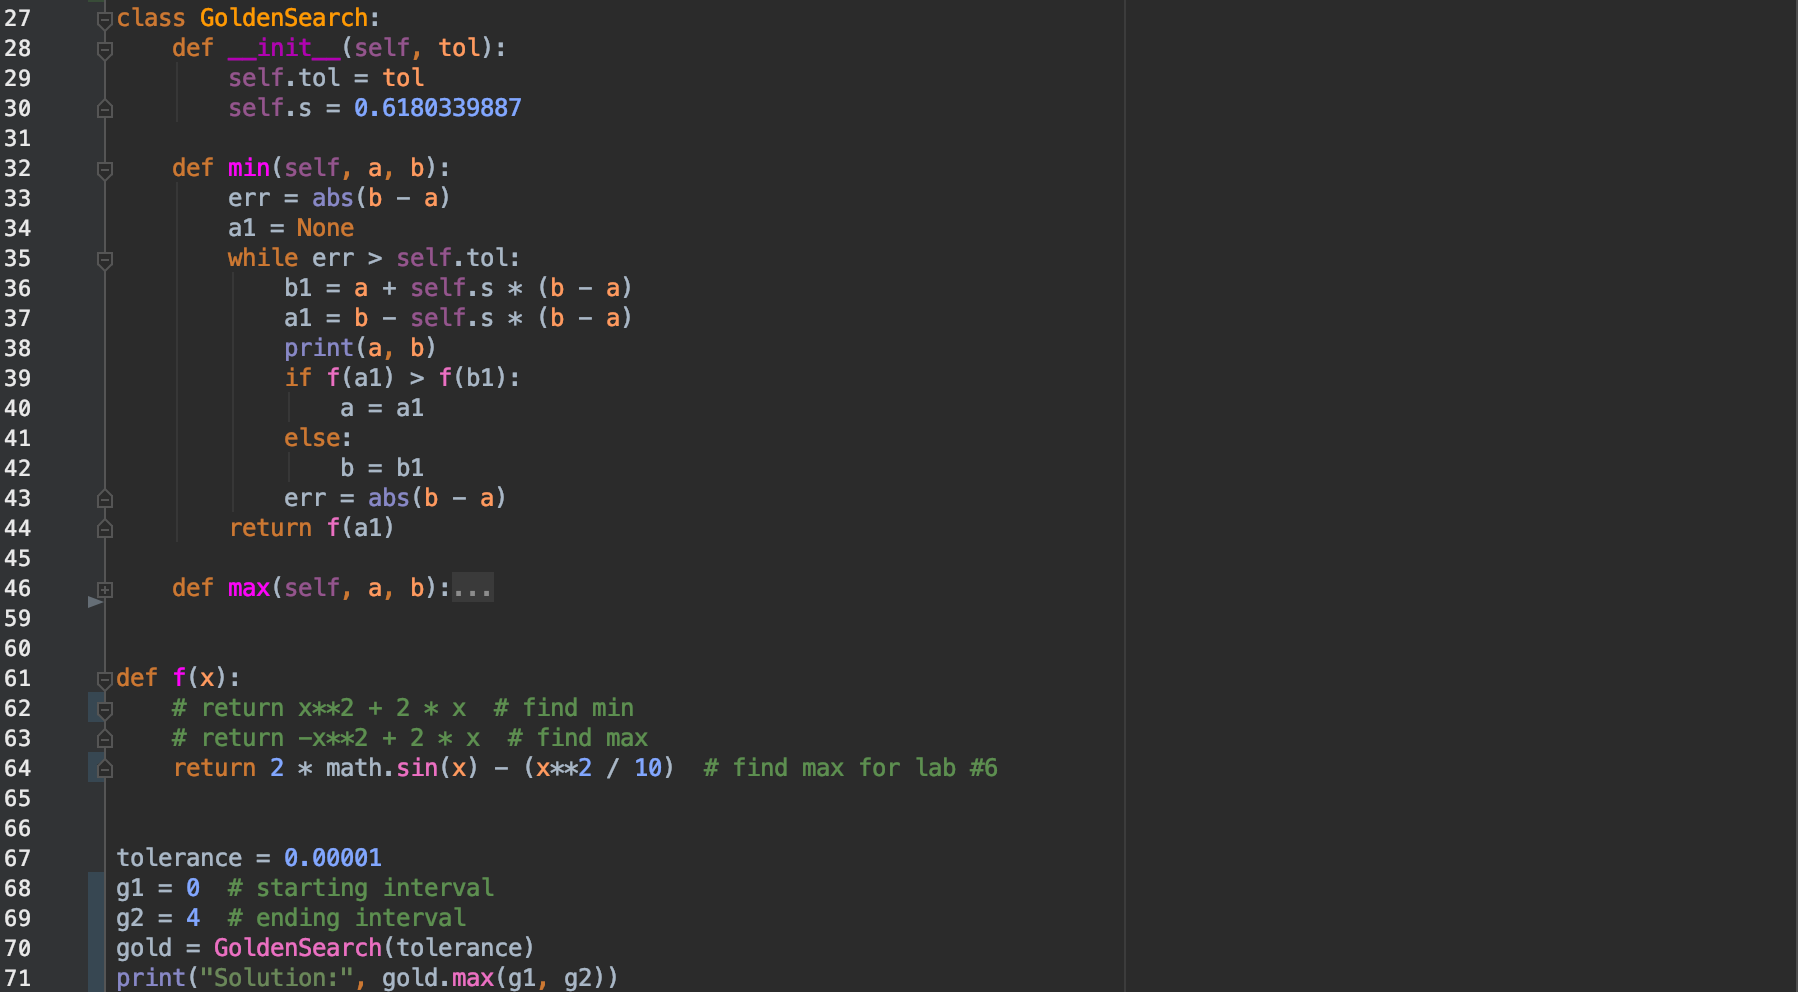 27 class GoldenSearch:
28     def __init__(self, tol):
29         self.tol = tol
30         self.s = 0.6180339887
31
32     def min(self, a, b):
33         err = abs(b - a)
34         a1 = None
35         while err > self.tol:
36             b1 = a + self.s * (b - a)
37             a1 = b - self.s * (b - a)
38             print(a, b)
39             if f(a1) > f(b1):
40                 a = a1
41             else:
42                 b = b1
43             err = abs(b - a)
44         return f(a1)
45
46     def max(self, a, b):...
59
60
61 def f(x):
62     # return x**2 + 2 * x  # find min
63     # return -x**2 + 2 * x  # find max
64     return 2 * math.sin(x) - (x**2 / 10)  # find max for lab #6
65
66
67 tolerance = 0.00001
68 g1 = 0  # starting interval
69 g2 = 4  # ending interval
70 gold = GoldenSearch(tolerance)
71 print("Solution:", gold.max(g1, g2))